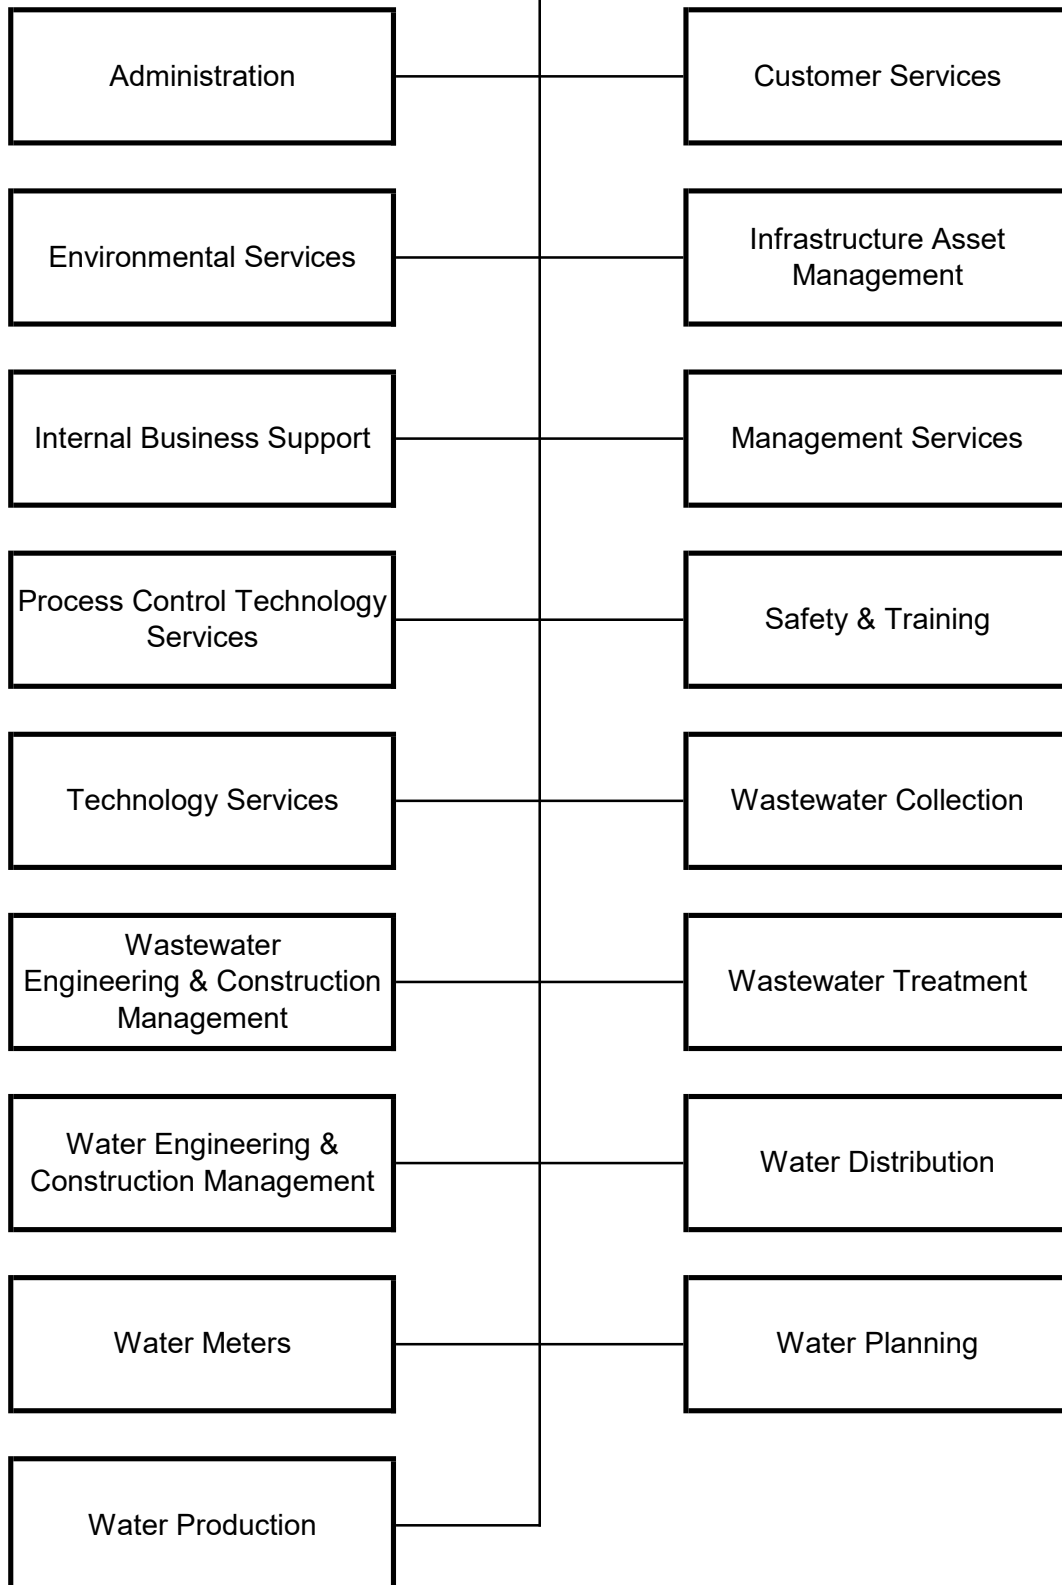 Administration
Customer Services
Environmental Services
Infrastructure Asset
Management
Internal Business Support
Management Services
Process Control Technology
Services
Safety & Training
Technology Services
Wastewater Collection
Wastewater
Engineering & Construction
Management
Wastewater Treatment
Water Engineering &
Construction Management
Water Distribution
Water Meters
Water Planning
Water Production